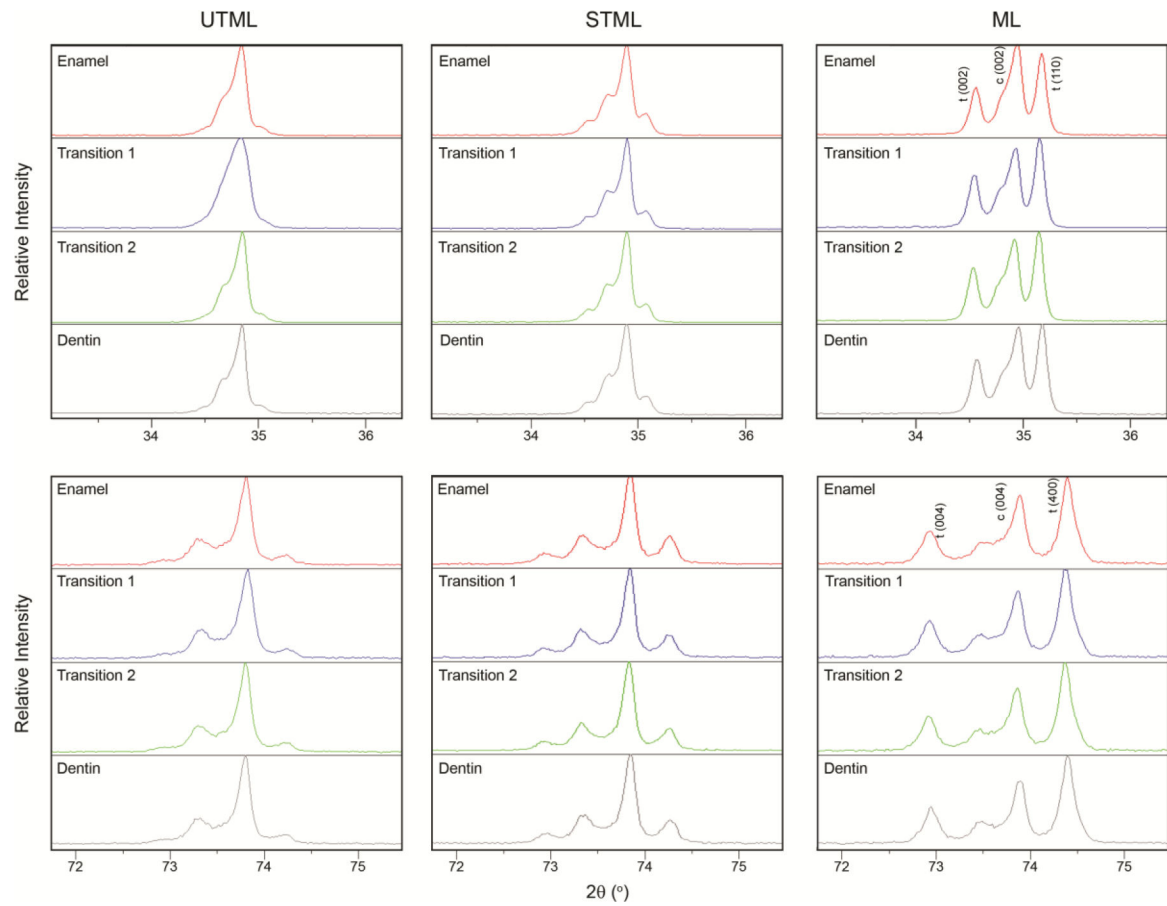 UTML STML ML
Enamel Enamel Enamel t (002) c (002) t (110)
Transition 1 Transition 1 Transition 1
Transition 2 Transition 2 Transition 2
Dentin Dentin Dentin
Relative Intensity
34 35 36 34 35 36 34 35 36
Enamel Enamel Enamel t (004) c (004) t (400)
Transition 1 Transition 1 Transition 1
Transition 2 Transition 2 Transition 2
Dentin Dentin Dentin
Relative Intensity
72 73 74 75 72 73 74 75 72 73 74 75
2θ (°)